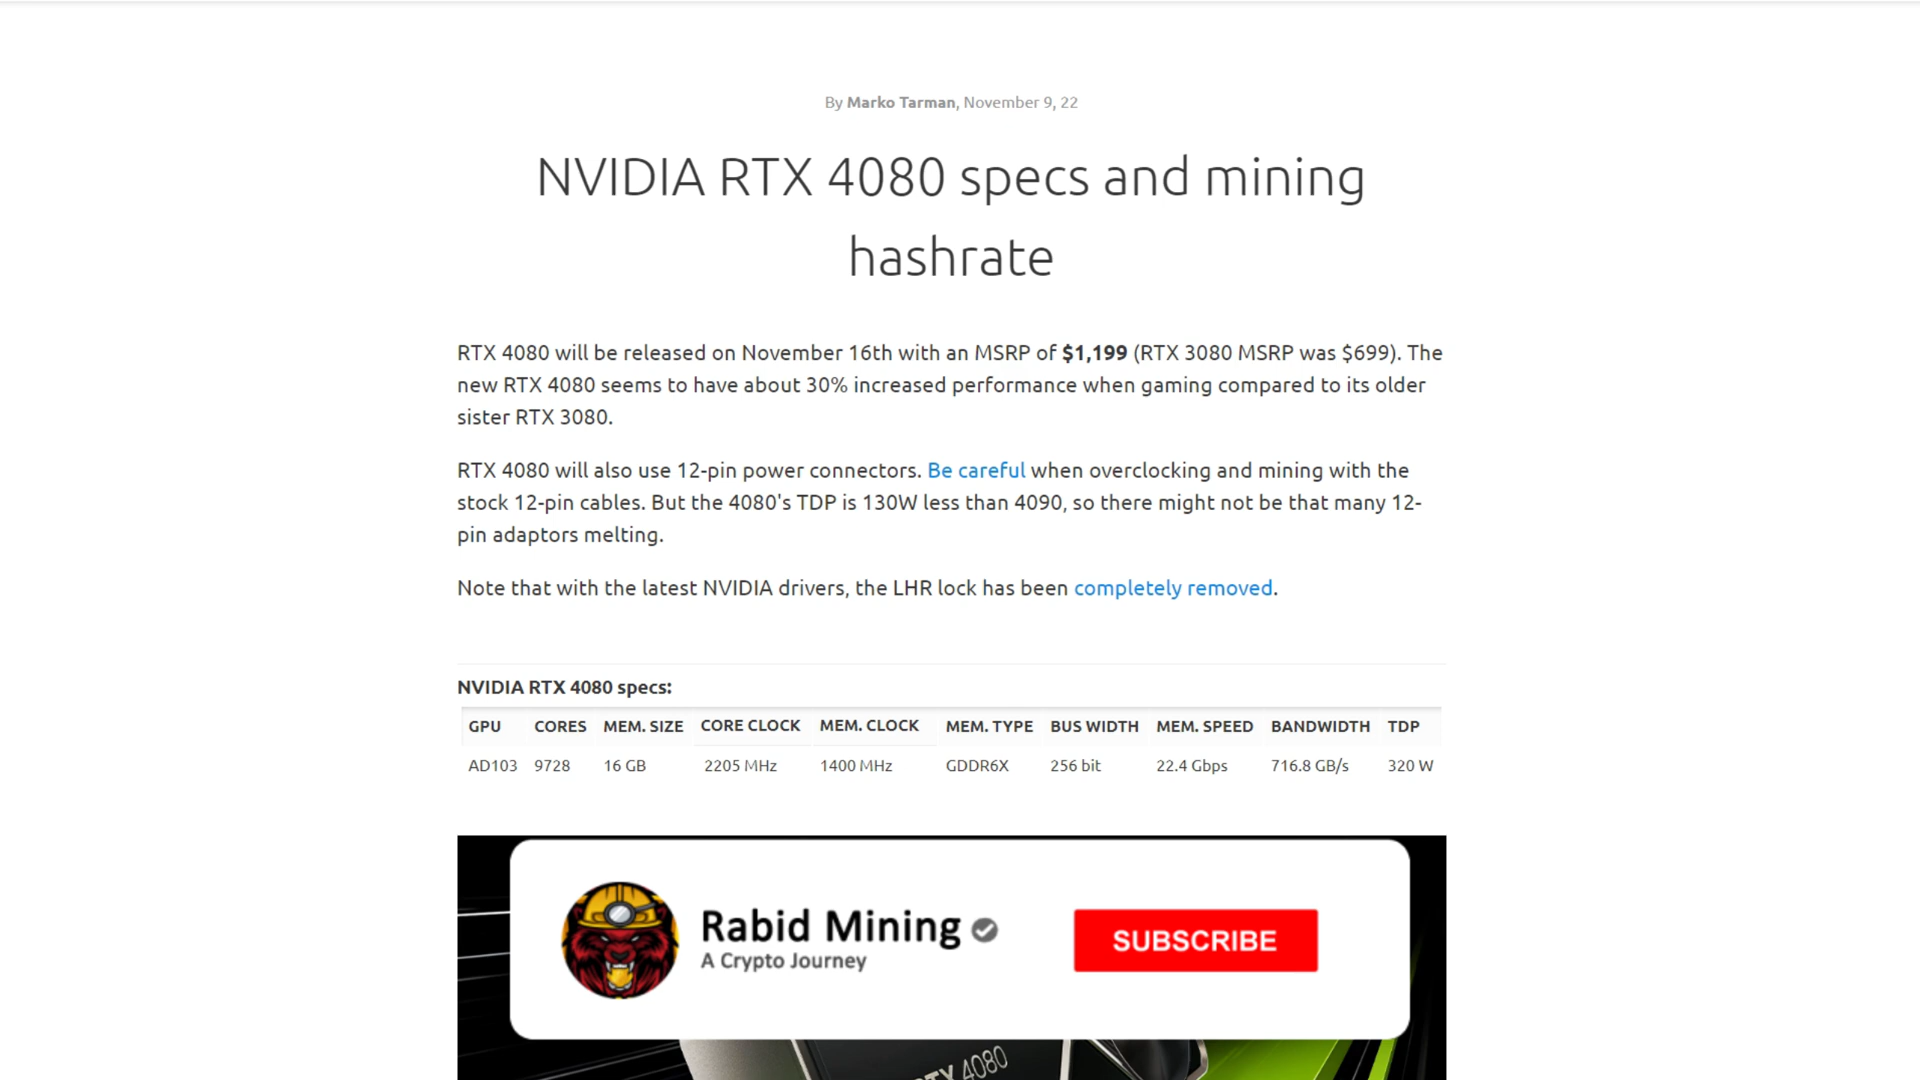 By Marko Tarman, November 9, 22
NVIDIA RTX 4080 specs and mining
hashrate
RTX 4080 will be released on November 16th with an MSRP of $1,199 (RTX 3080 MSRP was $699). The
new RTX 4080 seems to have about 30% increased performance when gaming compared to its older
sister RTX 3080.
RTX 4080 will also use 12-pin power connectors. Be careful when overclocking and mining with the
stock 12-pin cables. But the 4080's TDP is 130W less than 4090, so there might not be that many 12-
pin adaptors melting.
Note that with the latest NVIDIA drivers, the LHR lock has been completely removed.
NVIDIA RTX 4080 specs:
GPU CORES MEM. SIZE CORE CLOCK MEM. CLOCK MEM. TYPE BUS WIDTH MEM. SPEED BANDWIDTH TDP
AD103 9728 16 GB 2205 MHz 1400 MHz GDDR6X 256 bit 22.4 Gbps 716.8 GB/s 320 W
Rabid Mining
A Crypto Journey
SUBSCRIBE
RTX 4080